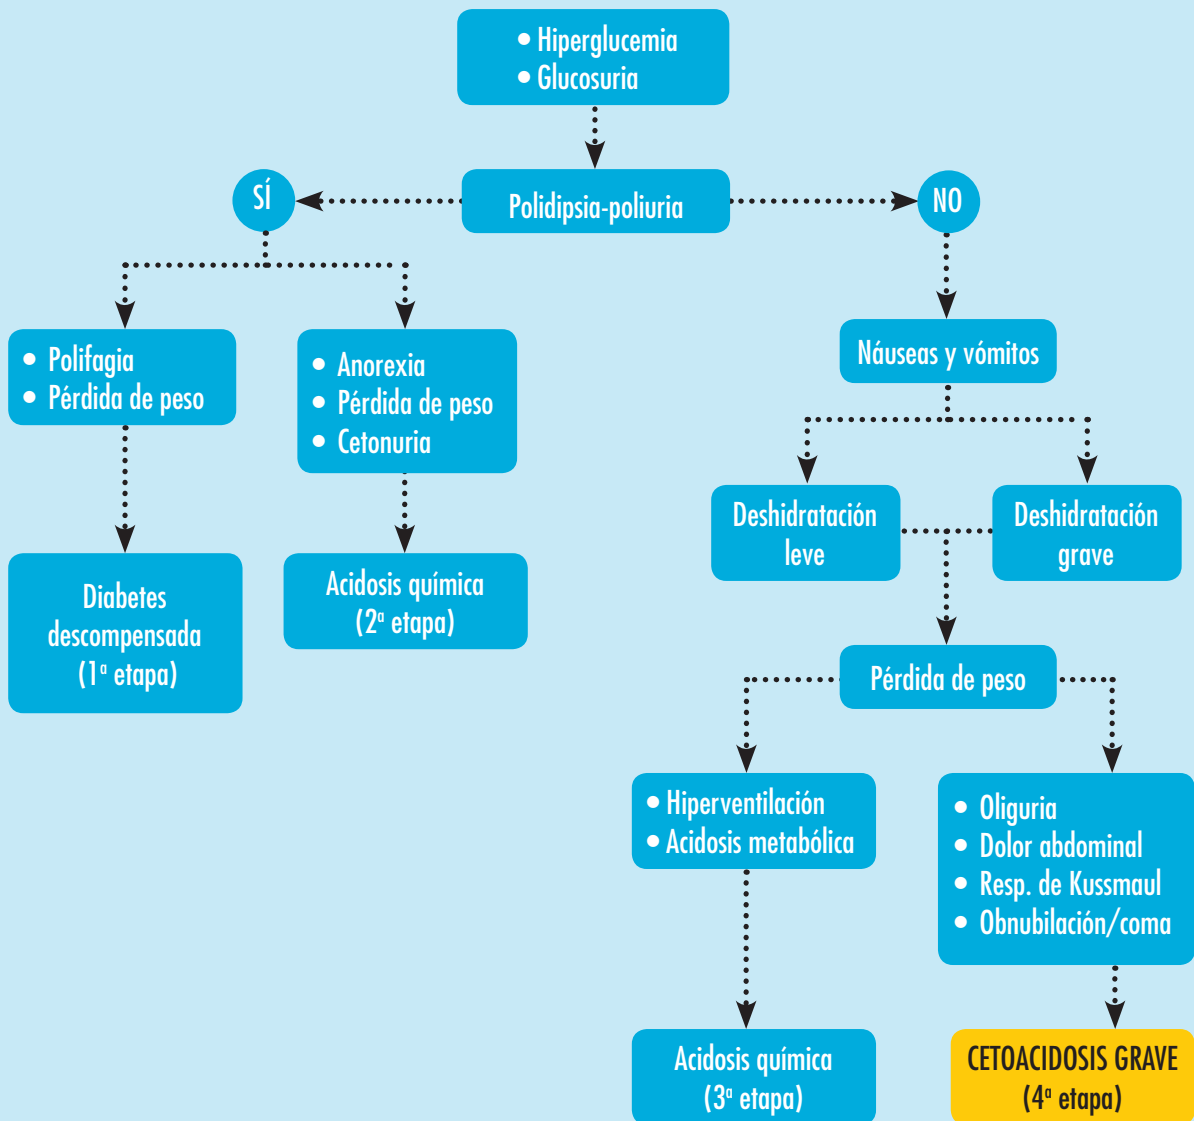 • Hiperglucemia
• Glucosuria
SÍ
Polidipsia-poliuria
NO
• Polifagia
• Pérdida de peso
• Anorexia
• Pérdida de peso
• Cetonuria
Náuseas y vómitos
Deshidratación
leve
Deshidratación
grave
Diabetes
descompensada
(1ª etapa)
Acidosis química
(2ª etapa)
Pérdida de peso
• Hiperventilación
• Acidosis metabólica
• Oliguria
• Dolor abdominal
• Resp. de Kussmaul
• Obnubilación/coma
Acidosis química
(3ª etapa)
CETOACIDOSIS GRAVE
(4ª etapa)